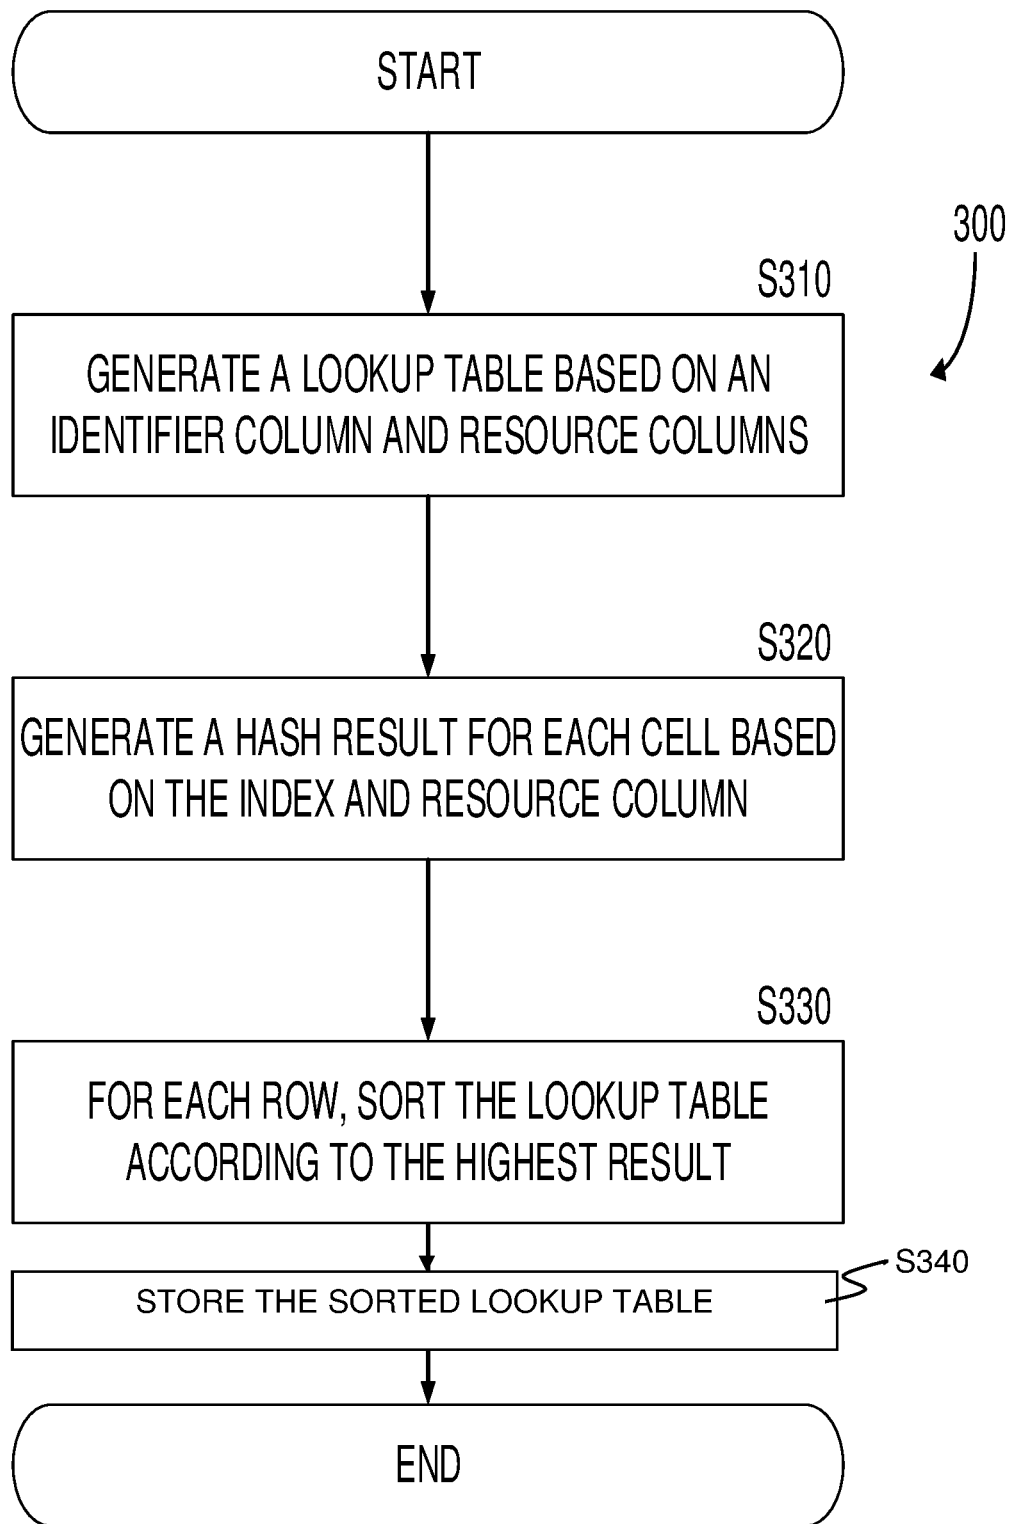 START
300
S310
GENERATE A LOOKUP TABLE BASED ON AN
IDENTIFIER COLUMN AND RESOURCE COLUMNS
S320
GENERATE A HASH RESULT FOR EACH CELL BASED
ON THE INDEX AND RESOURCE COLUMN
S330
FOR EACH ROW, SORT THE LOOKUP TABLE
ACCORDING TO THE HIGHEST RESULT
S340
STORE THE SORTED LOOKUP TABLE
END